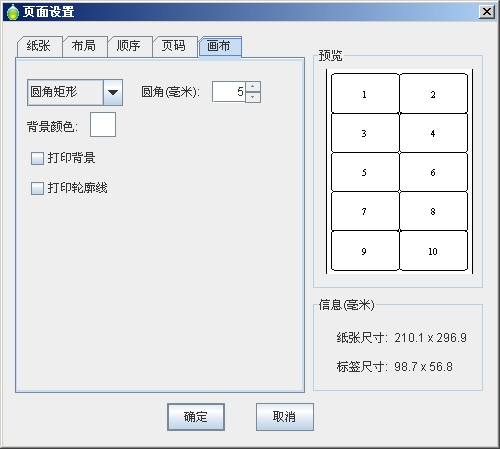 页面设置
纸张 布局 顺序 页码 画布
圆角矩形 圆角(毫米): 5
背景颜色:
打印背景
打印轮廓线
预览
1 2
3 4
5 6
7 8
9 10
信息(毫米)
纸张尺寸: 210.1 x 296.9
标签尺寸: 98.7 x 56.8
确定 取消